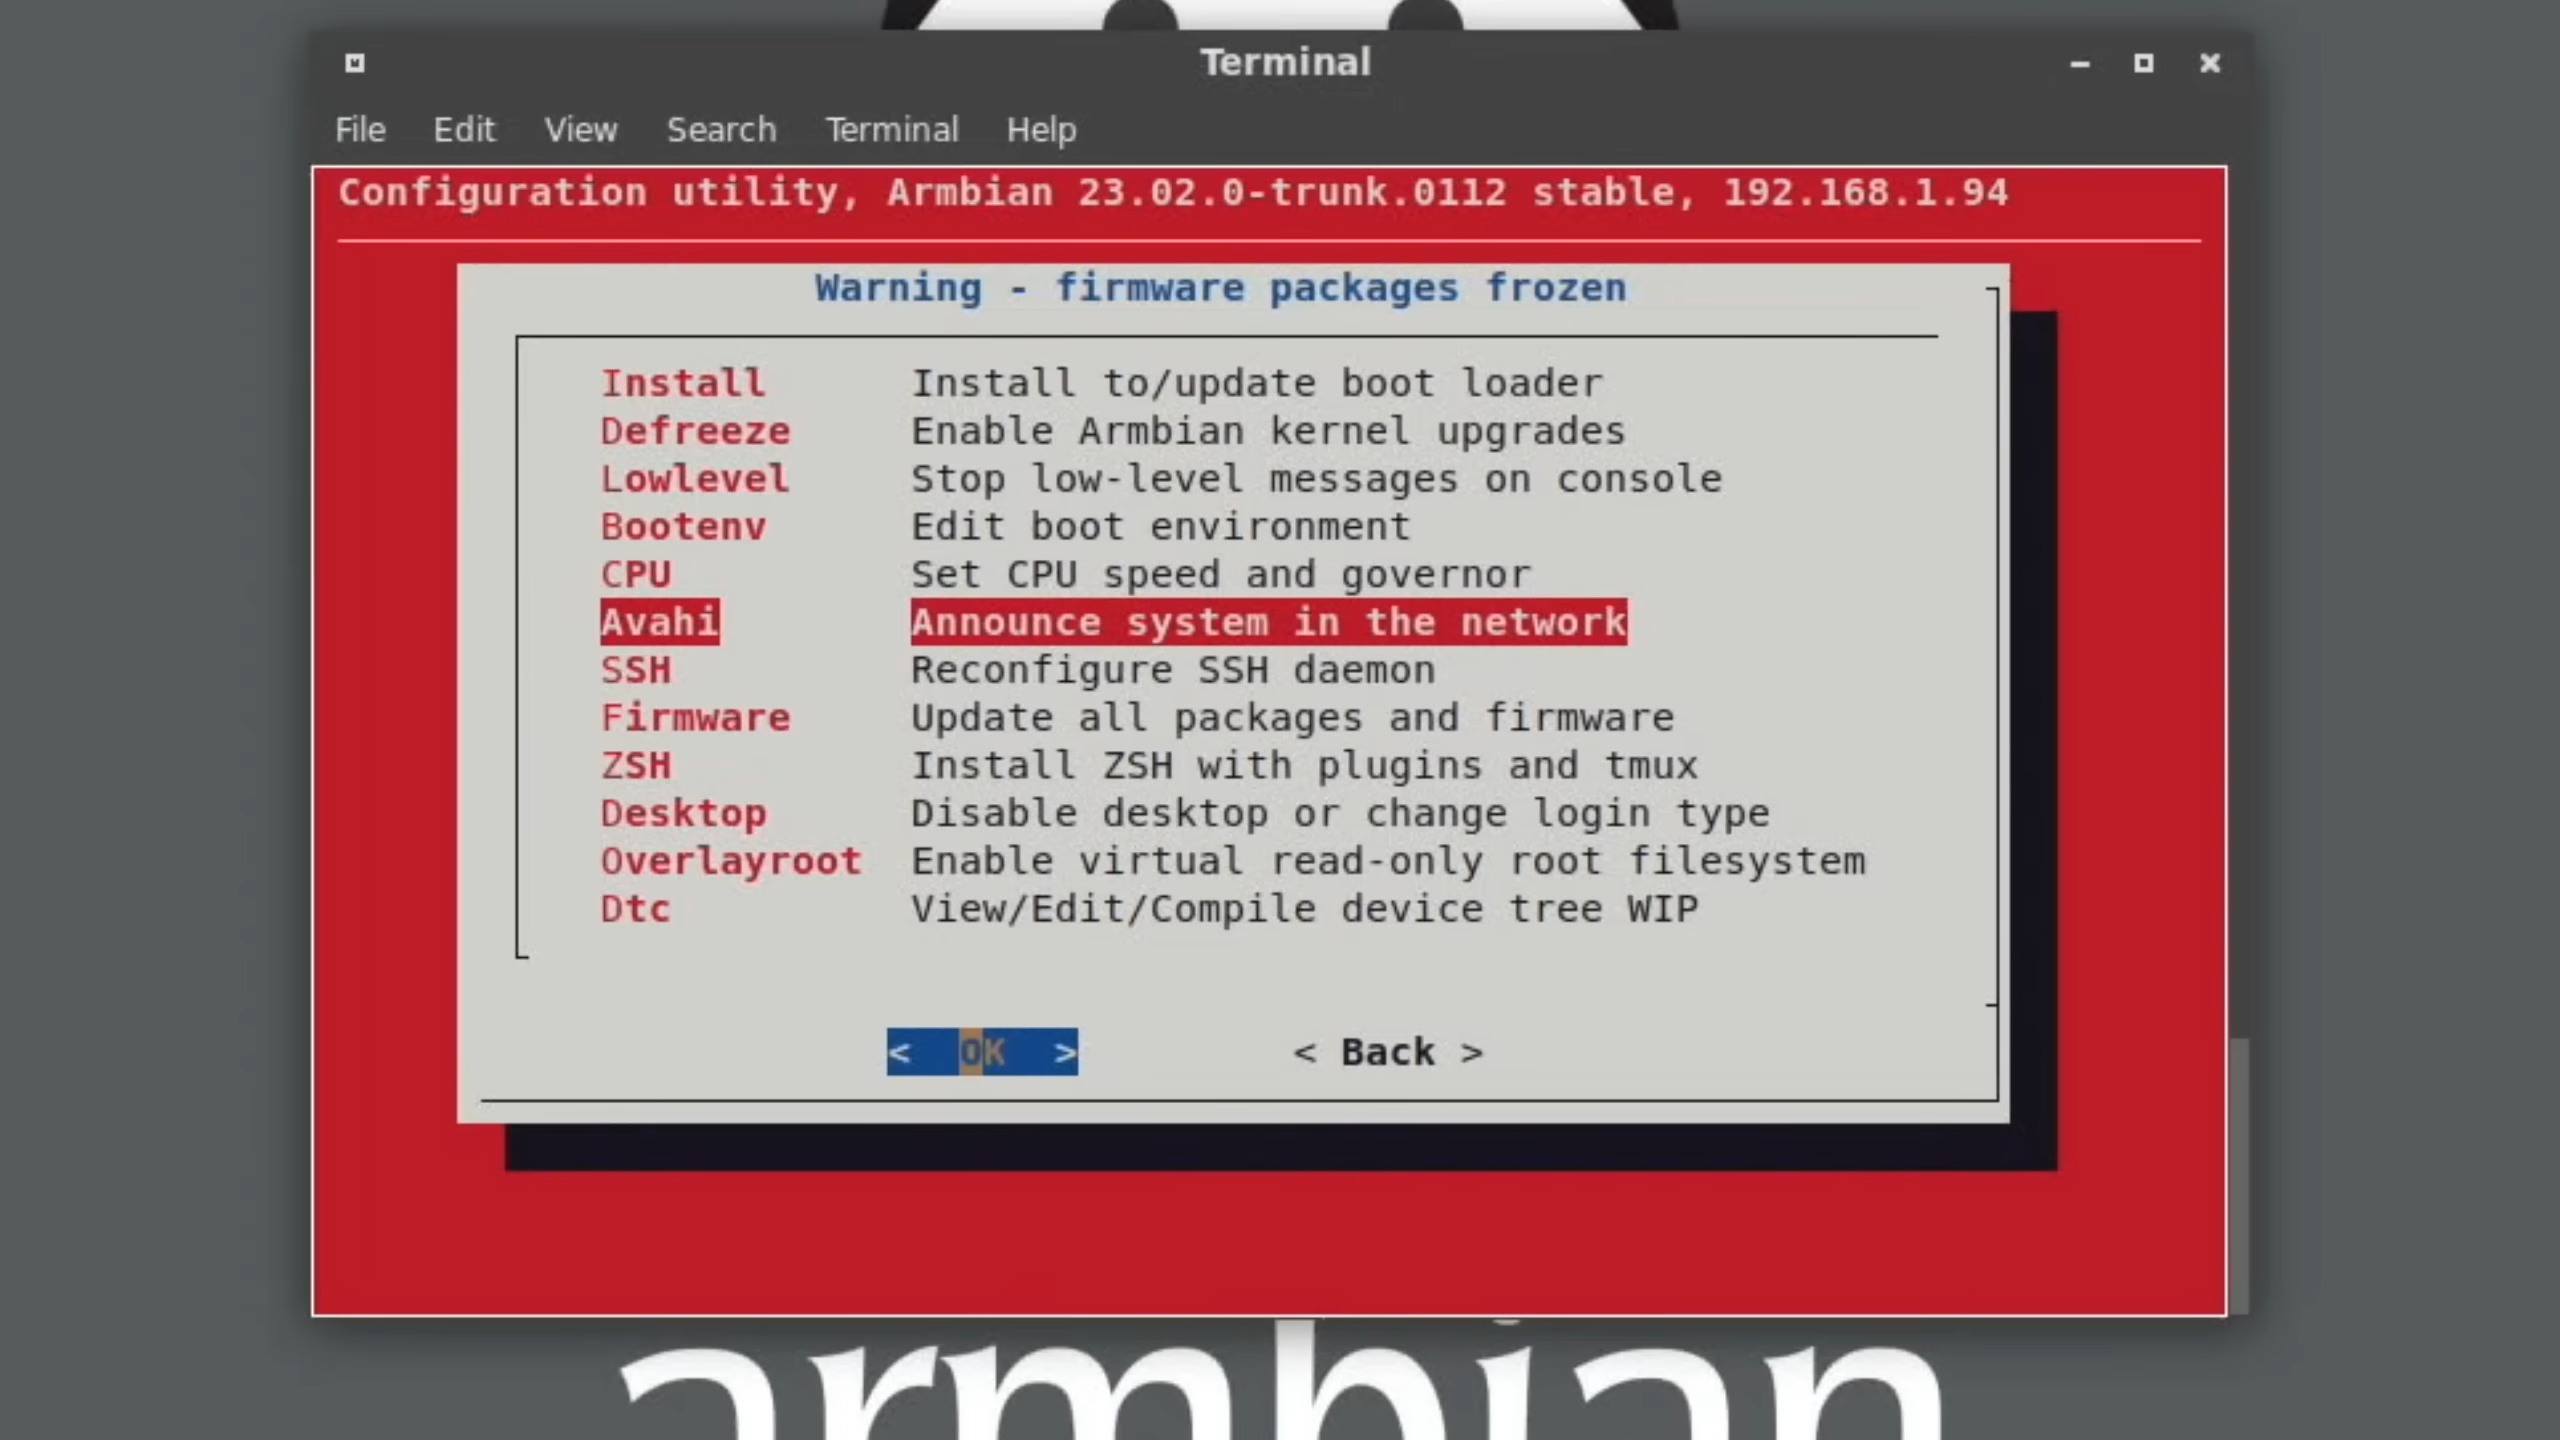 Terminal
File Edit View Search Terminal Help
Configuration utility, Armbian 23.02.0-trunk.0112 stable, 192.168.1.94
Warning - firmware packages frozen
Install Install to/update boot loader
Defreeze Enable Armbian kernel upgrades
Lowlevel Stop low-level messages on console
Bootenv Edit boot environment
CPU Set CPU speed and governor
Avahi Announce system in the network
SSH Reconfigure SSH daemon
Firmware Update all packages and firmware
ZSH Install ZSH with plugins and tmux
Desktop Disable desktop or change login type
Overlayroot Enable virtual read-only root filesystem
Dtc View/Edit/Compile device tree WIP
< OK > < Back >
armbian